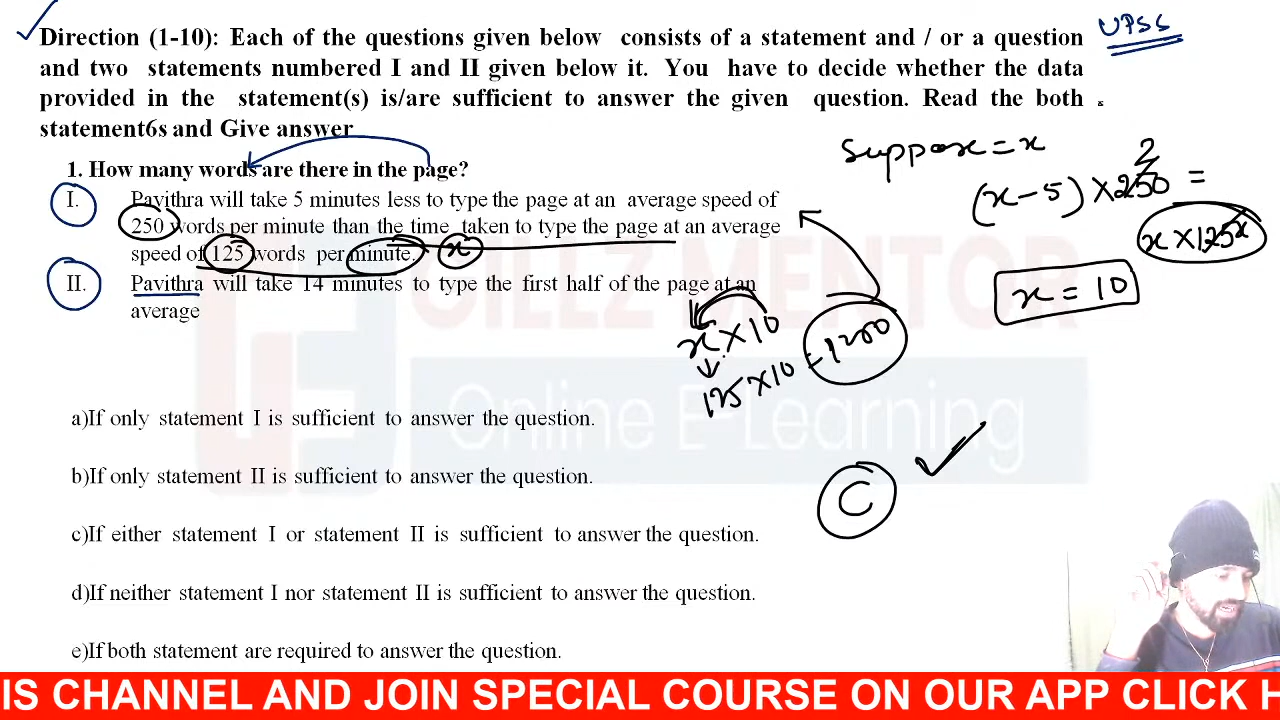 Direction (1-10): Each of the questions given below consists of a statement and / or a question
and two statements numbered I and II given below it. You have to decide whether the data
provided in the statement(s) is/are sufficient to answer the given question. Read the both
statement6s and Give answer
UPSS
1. How many words are there in the page?
I. Pavithra will take 5 minutes less to type the page at an average speed of
250 words per minute than the time taken to type the page at an average
speed of 125 words per minute. x
II. Pavithra will take 14 minutes to type the first half of the page at an
average
Suppose = x
2
(x-5) × 250 =
x × 125x
x = 10
x × 10
125 × 10 = 1250
GILLZ MENTOR
Online E-Learning
a)If only statement I is sufficient to answer the question.
b)If only statement II is sufficient to answer the question.
c)If either statement I or statement II is sufficient to answer the question.
C
d)If neither statement I nor statement II is sufficient to answer the question.
e)If both statement are required to answer the question.
IS CHANNEL AND JOIN SPECIAL COURSE ON OUR APP CLICK H